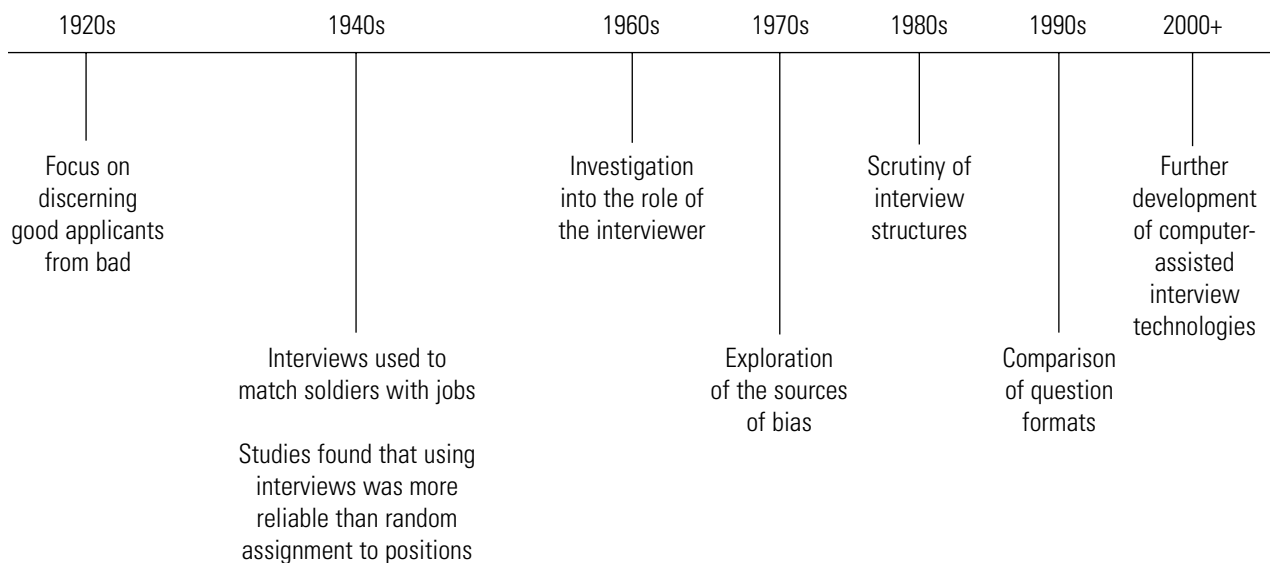 1920s
1940s
1960s
1970s
1980s
1990s
2000+
Focus on
discerning
good applicants
from bad
Interviews used to
match soldiers with jobs
Studies found that using
interviews was more
reliable than random
assignment to positions
Investigation
into the role of
the interviewer
Exploration
of the sources
of bias
Scrutiny of
interview
structures
Comparison
of question
formats
Further
development
of computer-
assisted
interview
technologies